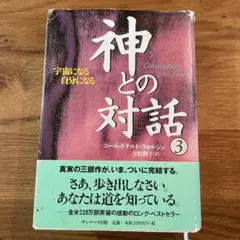 神との対話
③
Conversations with God
宇宙になる
自分になる
ニール・ドナルド・ウォルシュ
吉田利子/訳
真実の三部作が、いま、ついに完結する。
さあ、歩き出しなさい。
あなたは道を知っている。
全米220万部突破の感動のロング・ベストセラー
サンマーク出版